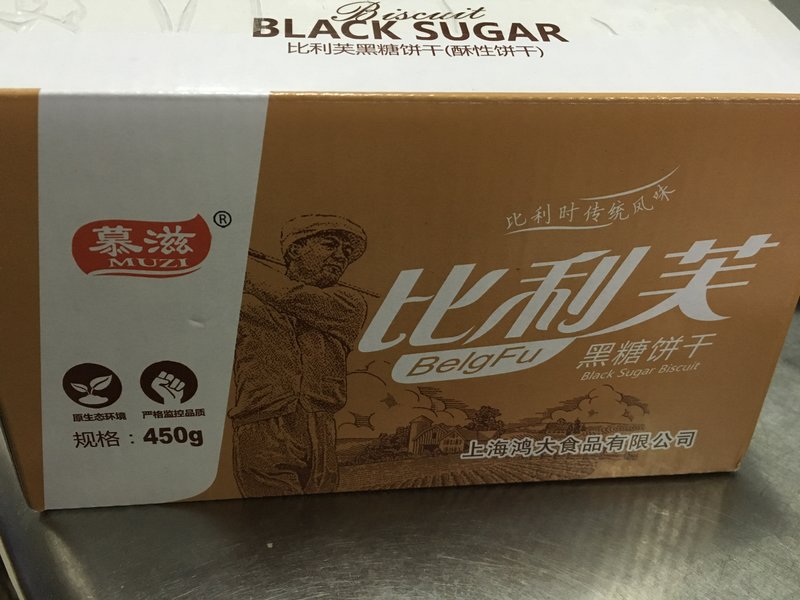 Biscuit
BLACK SUGAR
比利芙黑糖饼干(酥性饼干)
慕滋®
MUZI
比利时传统风味
比利芙
BelgFu
黑糖饼干
Black Sugar Biscuit
原生态环境
严格监控品质
规格：450g
上海鸿大食品有限公司